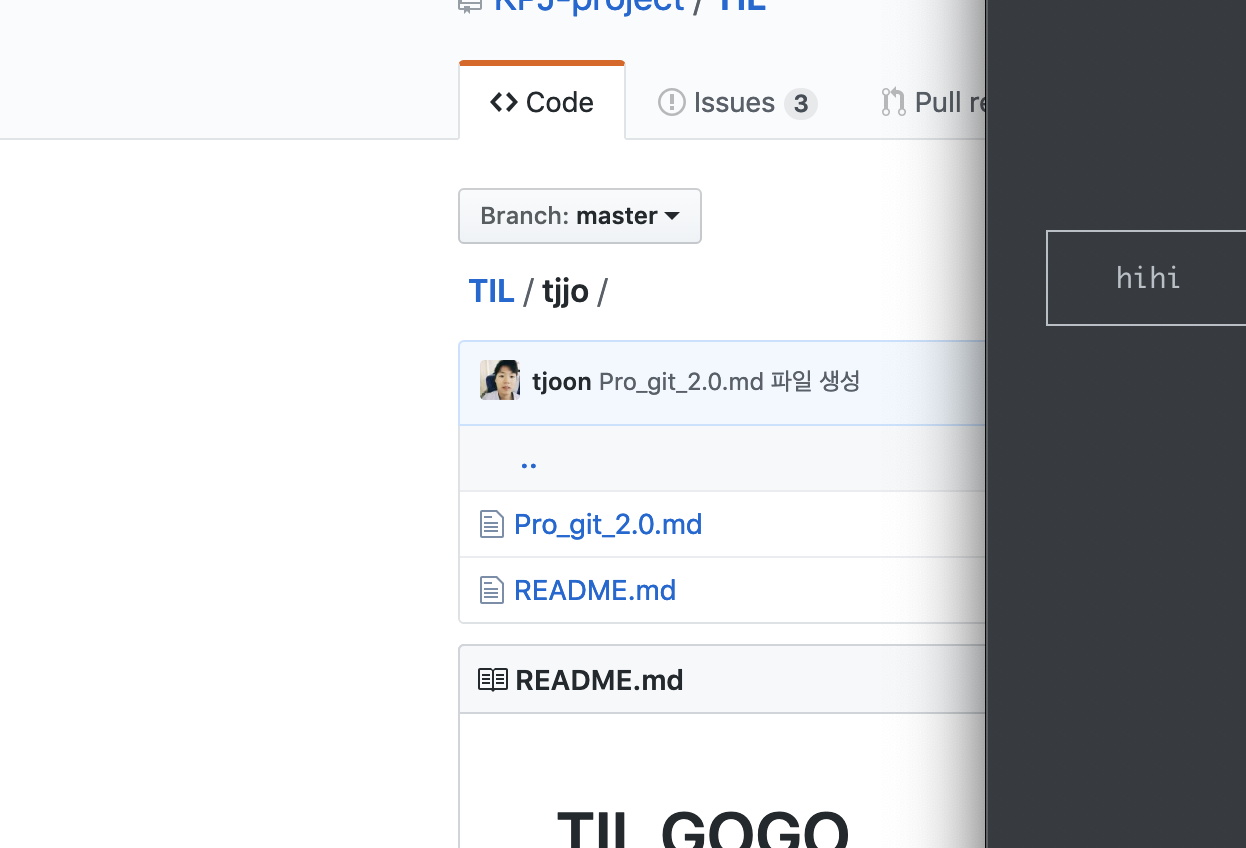 KPJ-project / TIL
Code Issues 3 Pull re
Branch: master
TIL / tjjo /
hihi
tjoon Pro_git_2.0.md 파일 생성
..
Pro_git_2.0.md
README.md
README.md
TIL GOGO